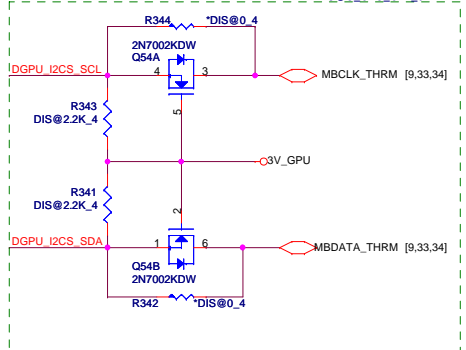 R344 *DIS@0_4
2N7002KDW
Q54A
DGPU_I2CS_SCL 4 3 MBCLK_THRM [9,33,34]
R343
DIS@2.2K_4
5
3V_GPU
R341
DIS@2.2K_4
2
DGPU_I2CS_SDA 1 6 MBDATA_THRM [9,33,34]
Q54B
2N7002KDW
R342 *DIS@0_4